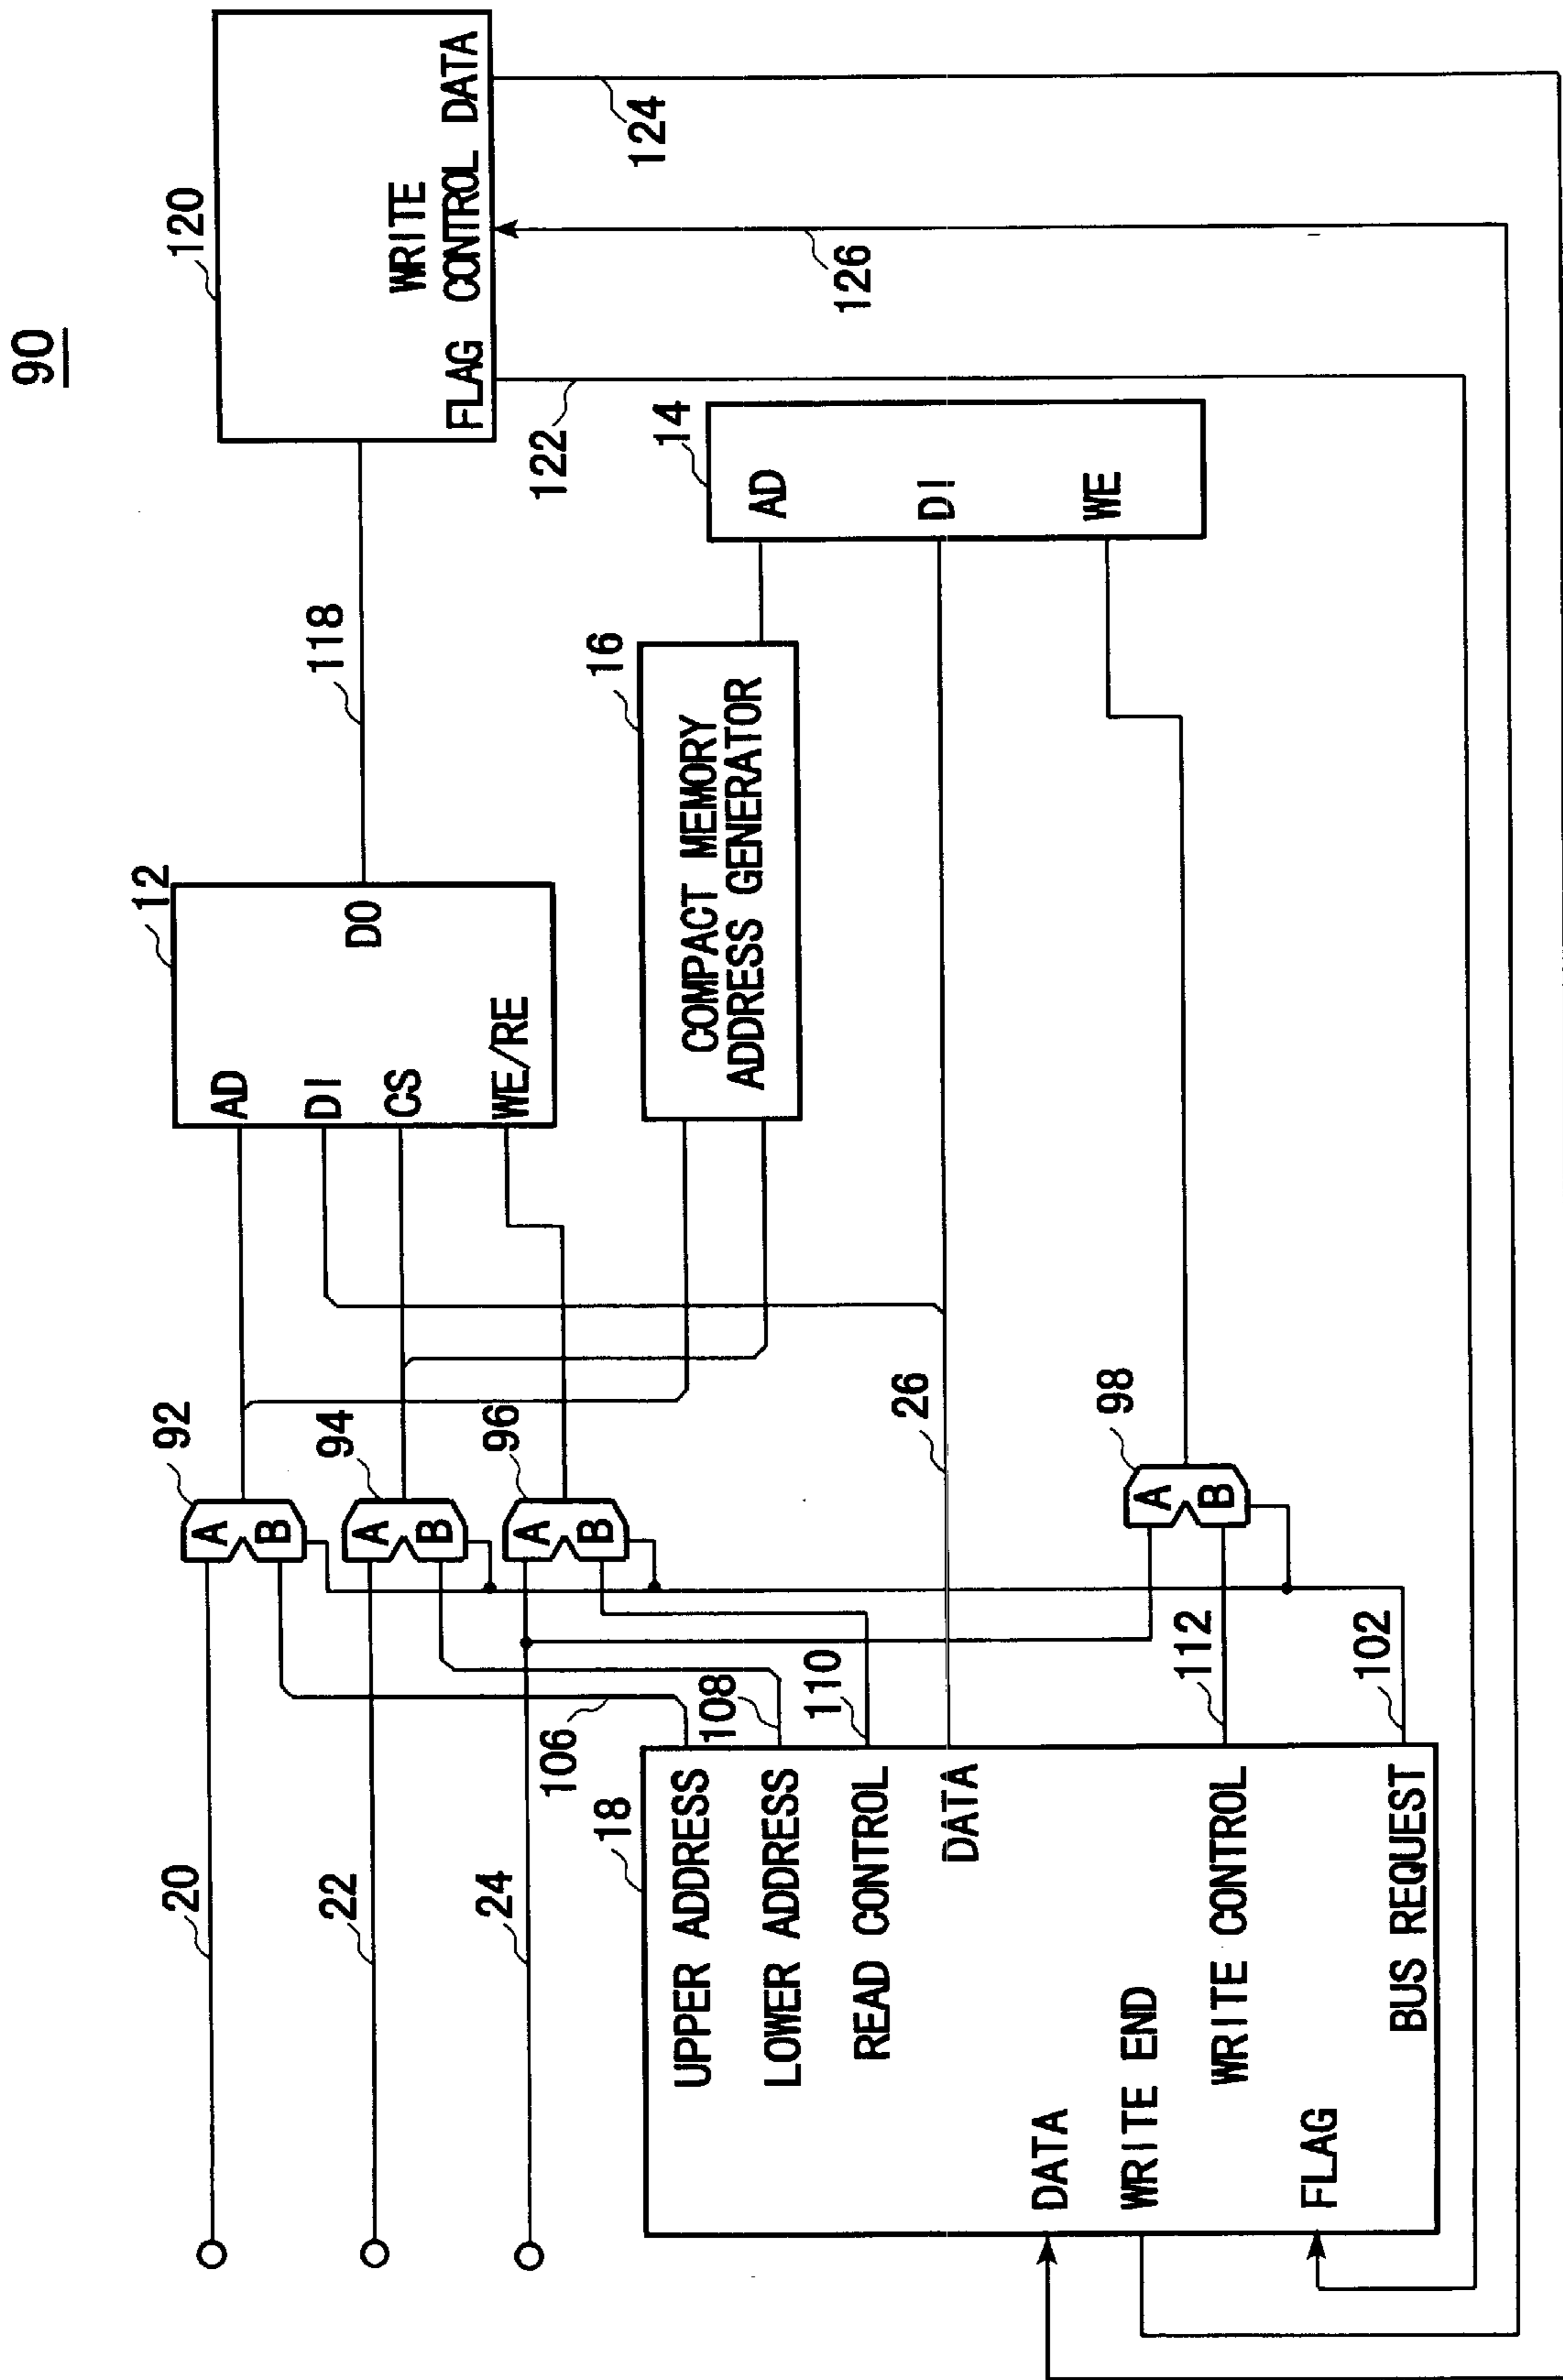 90
20
22
24
92
A
B
94
A
B
96
A
B
12
AD
DI
CS
WE/RE
DO
118
120
FLAG
WRITE
CONTROL
DATA
122
126
124
106
108
110
18
UPPER ADDRESS
LOWER ADDRESS
READ CONTROL
DATA
DATA
WRITE END
WRITE CONTROL
FLAG
BUS REQUEST
26
112
102
98
A
B
16
COMPACT MEMORY
ADDRESS GENERATOR
14
AD
DI
WE